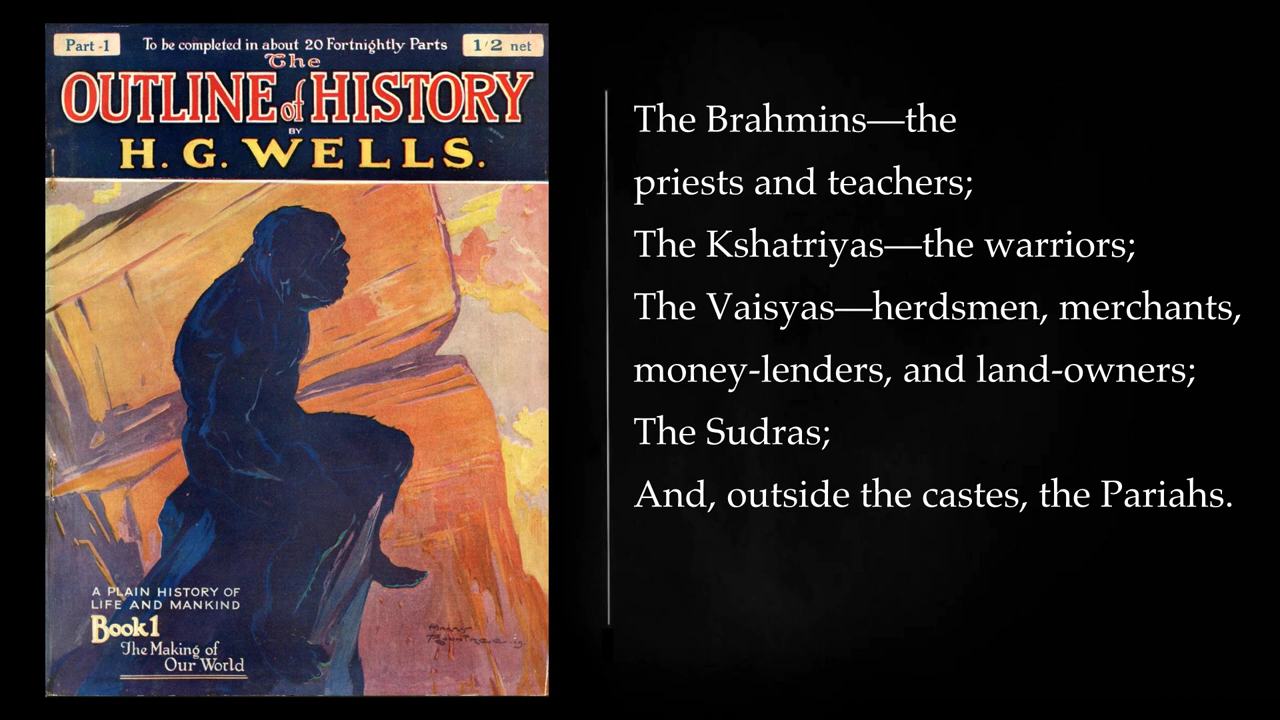 Part -1
To be completed in about 20 Fortnightly Parts
1/2 net
The
OUTLINE of HISTORY
BY
H. G. WELLS.
A PLAIN HISTORY OF
LIFE AND MANKIND
Book 1
The Making of
Our World
The Brahmins—the
priests and teachers;
The Kshatriyas—the warriors;
The Vaisyas—herdsmen, merchants,
money-lenders, and land-owners;
The Sudras;
And, outside the castes, the Pariahs.